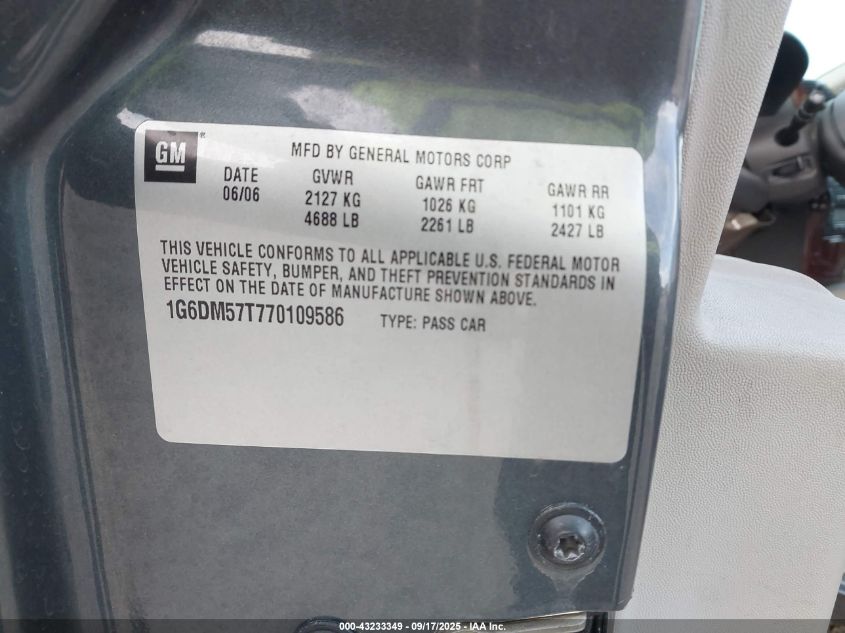 GM®
MFD BY GENERAL MOTORS CORP
DATE GVWR GAWR FRT GAWR RR
06/06 2127 KG 1026 KG 1101 KG
4688 LB 2261 LB 2427 LB
THIS VEHICLE CONFORMS TO ALL APPLICABLE U.S. FEDERAL MOTOR
VEHICLE SAFETY, BUMPER, AND THEFT PREVENTION STANDARDS IN
EFFECT ON THE DATE OF MANUFACTURE SHOWN ABOVE.
1G6DM57T770109586 TYPE: PASS CAR
000-43233349 - 09/17/2025 - www.iaai.com